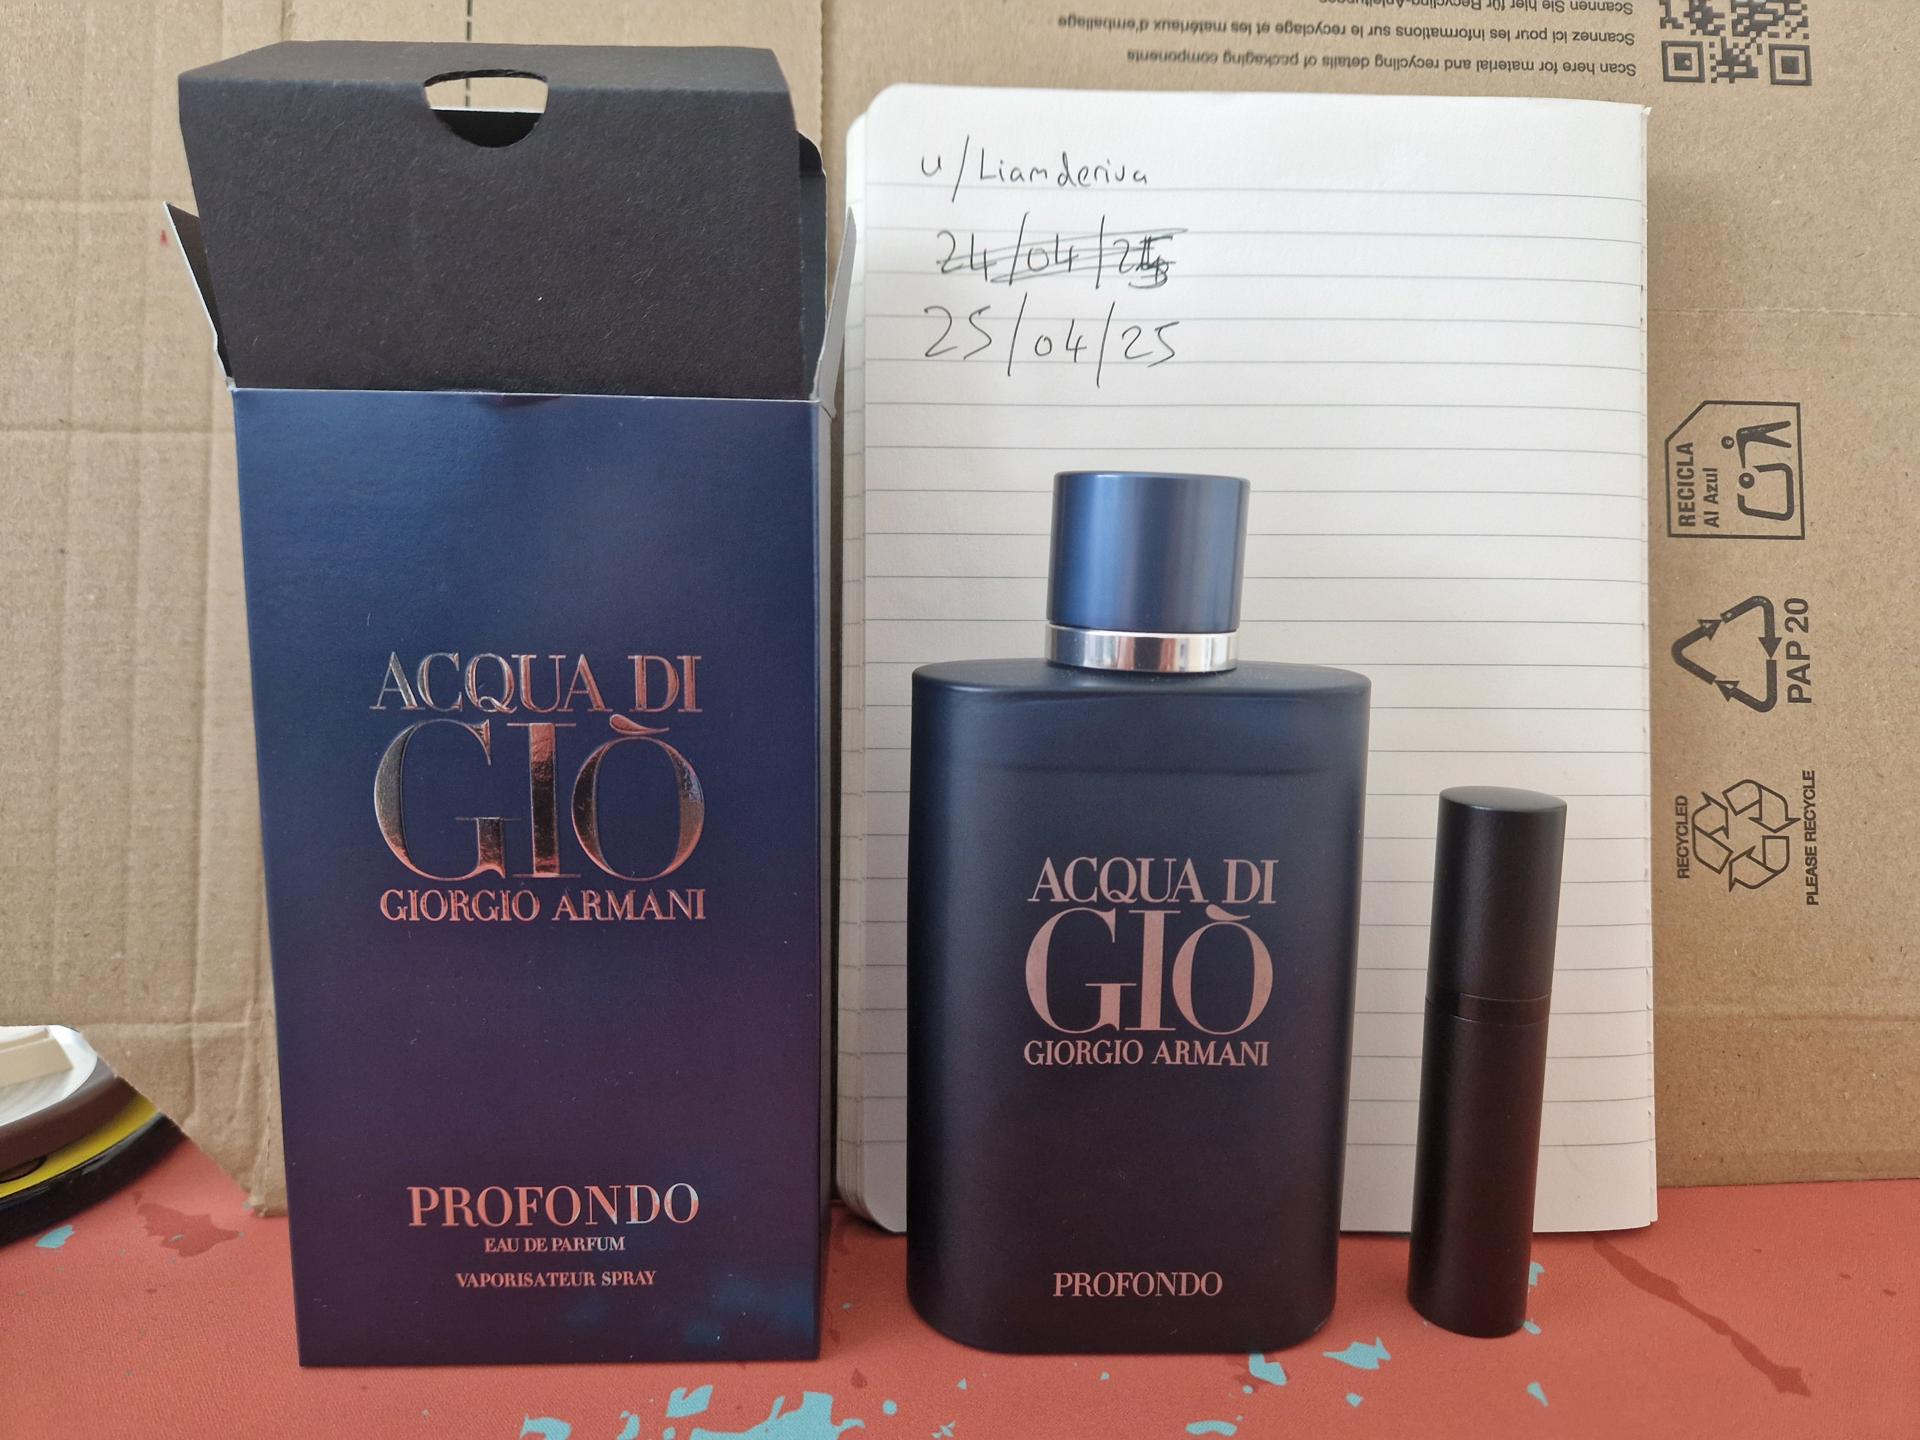 Scan here for material and recycling details of packaging components
Scannez ici pour les informations sur le recyclage et les matériaux d'emballage
u/Liamderiva
24/04/25
25/04/25
ACQUA DI
GIÒ
GIORGIO ARMANI
PROFONDO
EAU DE PARFUM
VAPORISATEUR SPRAY
ACQUA DI
GIÒ
GIORGIO ARMANI
PROFONDO
RECICLA
Al Azul
PAP 20
RECYCLED
PLEASE RECYCLE